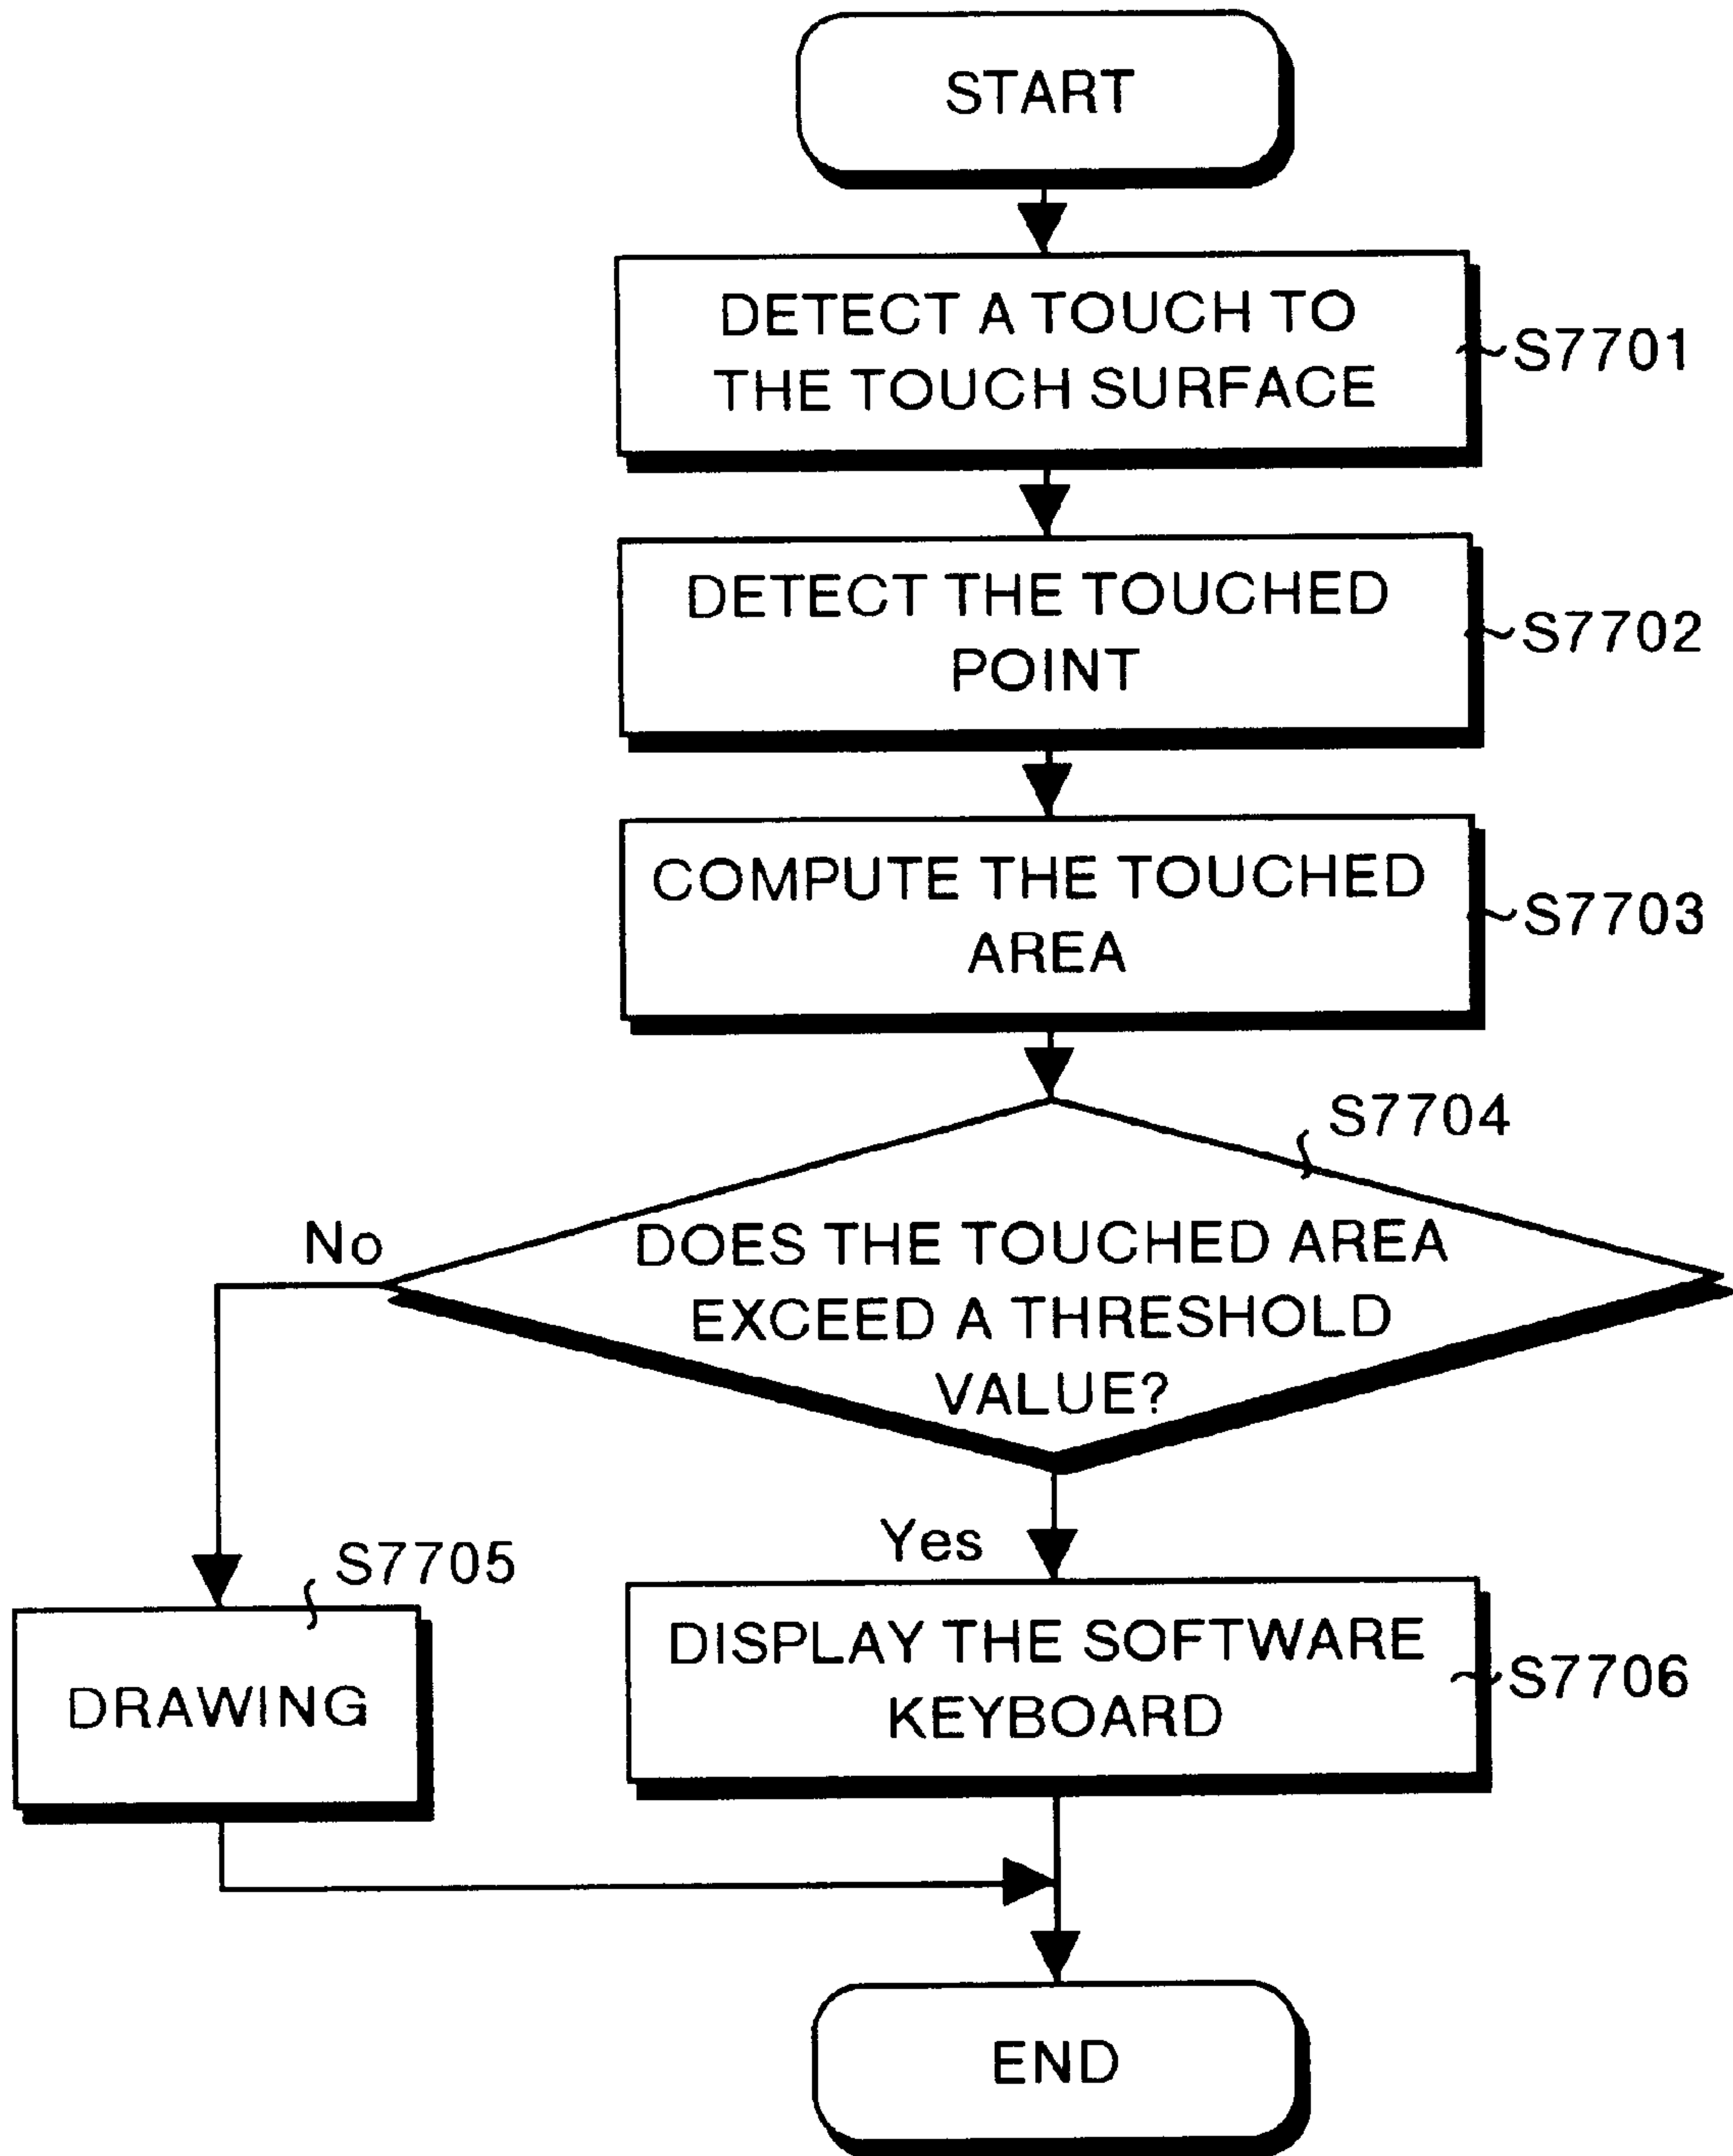 START
DETECT A TOUCH TO
THE TOUCH SURFACE
S7701
DETECT THE TOUCHED
POINT
S7702
COMPUTE THE TOUCHED
AREA
S7703
S7704
No
DOES THE TOUCHED AREA
EXCEED A THRESHOLD
VALUE?
Yes
S7705
DRAWING
DISPLAY THE SOFTWARE
KEYBOARD
S7706
END